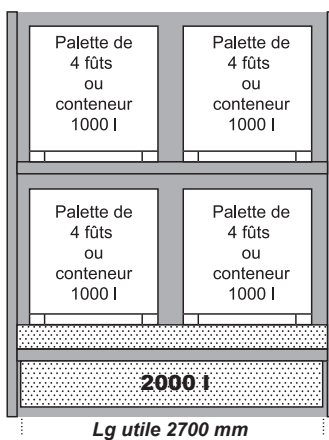 Palette de
4 fûts
ou
conteneur
1000 l
Palette de
4 fûts
ou
conteneur
1000 l
Palette de
4 fûts
ou
conteneur
1000 l
Palette de
4 fûts
ou
conteneur
1000 l
2000 l
Lg utile 2700 mm